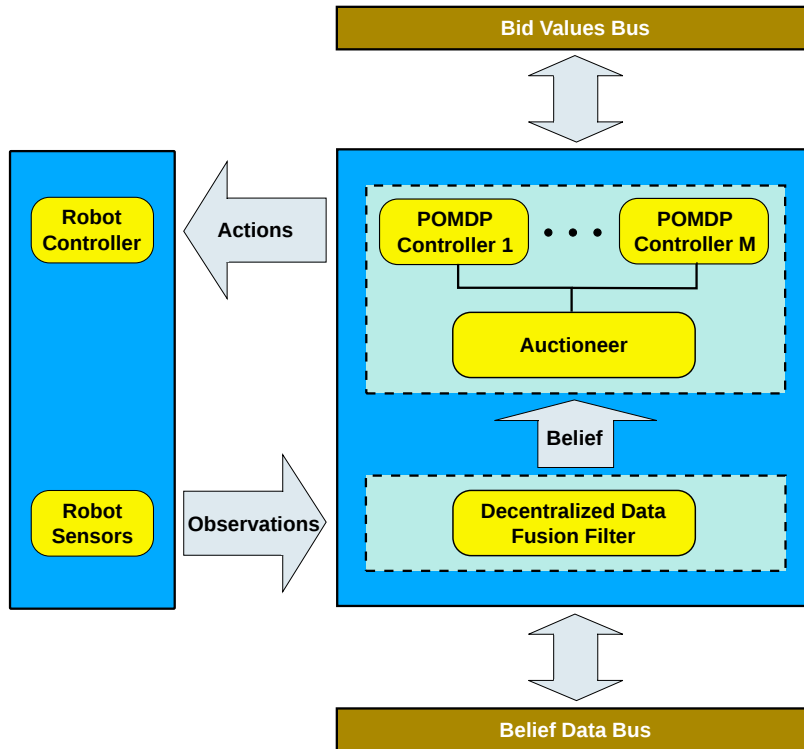 Bid Values Bus
Robot
Controller
Actions
POMDP
Controller 1
• • •
POMDP
Controller M
Auctioneer
Belief
Robot
Sensors
Observations
Decentralized Data
Fusion Filter
Belief Data Bus